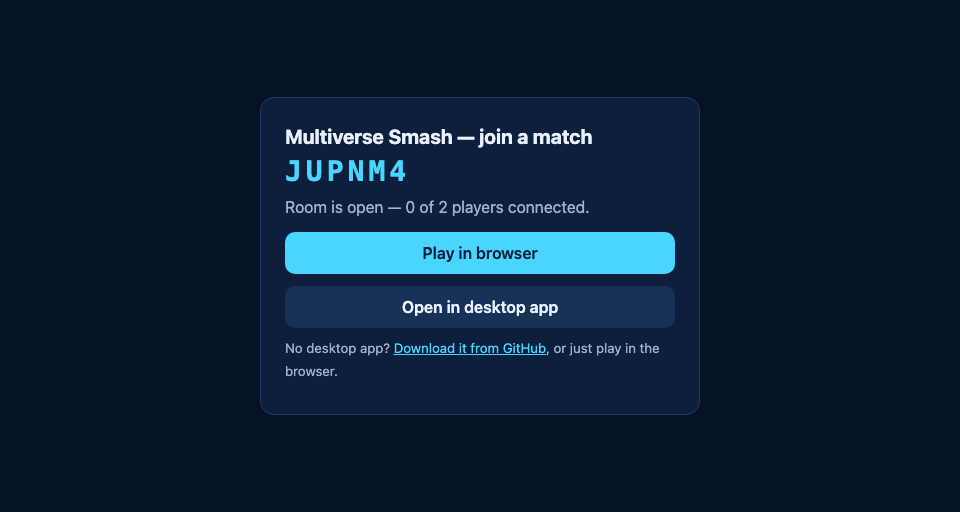 Multiverse Smash — join a match
JUPNM4
Room is open — 0 of 2 players connected.
Play in browser
Open in desktop app
No desktop app? Download it from GitHub, or just play in the
browser.